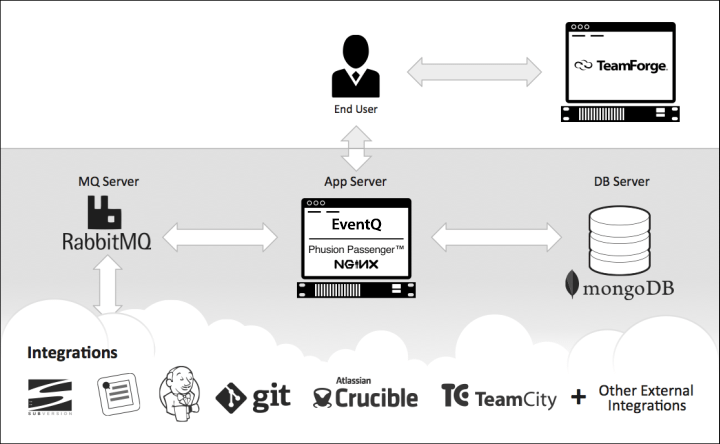 TeamForge
End User
MQ Server
App Server
DB Server
RabbitMQ
EventQ
Phusion Passenger™
NGINX
mongoDB
Integrations
SUBVERSION
git
Atlassian
Crucible
TC TeamCity
+
Other External
Integrations